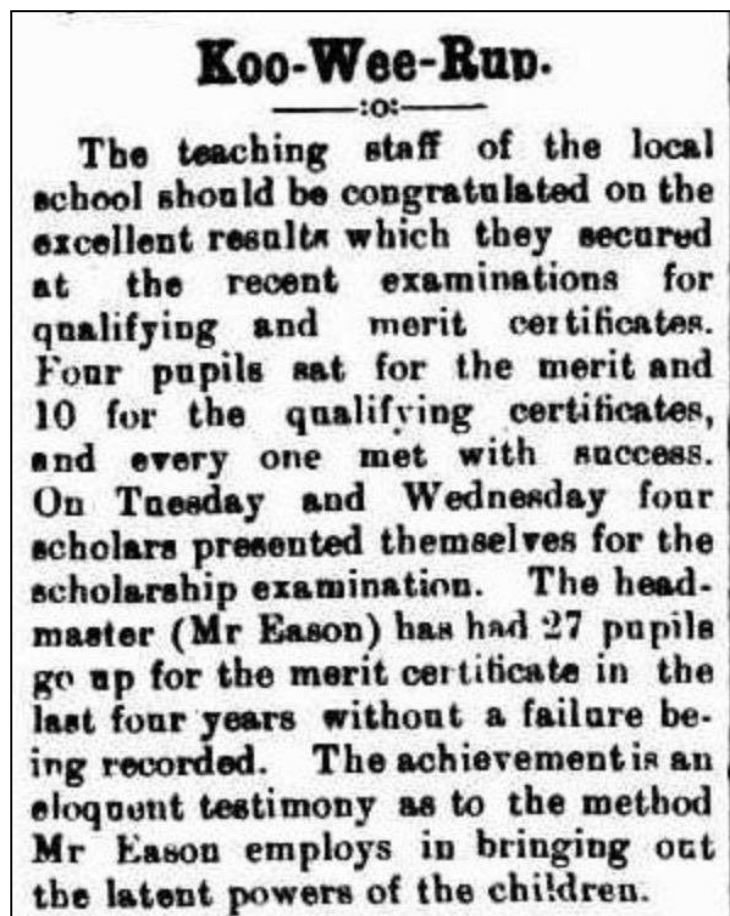 Koo-Wee-Rup.
:o:
The teaching staff of the local
school should be congratulated on the
excellent results which they secured
at the recent examinations for
qualifying and merit certificates.
Four pupils sat for the merit and
10 for the qualifying certificates,
and every one met with success.
On Tuesday and Wednesday four
scholars presented themselves for the
scholarship examination. The head-
master (Mr Eason) has had 27 pupils
go up for the merit certificate in the
last four years without a failure be-
ing recorded. The achievement is an
eloquent testimony as to the method
Mr Eason employs in bringing out
the latent powers of the children.